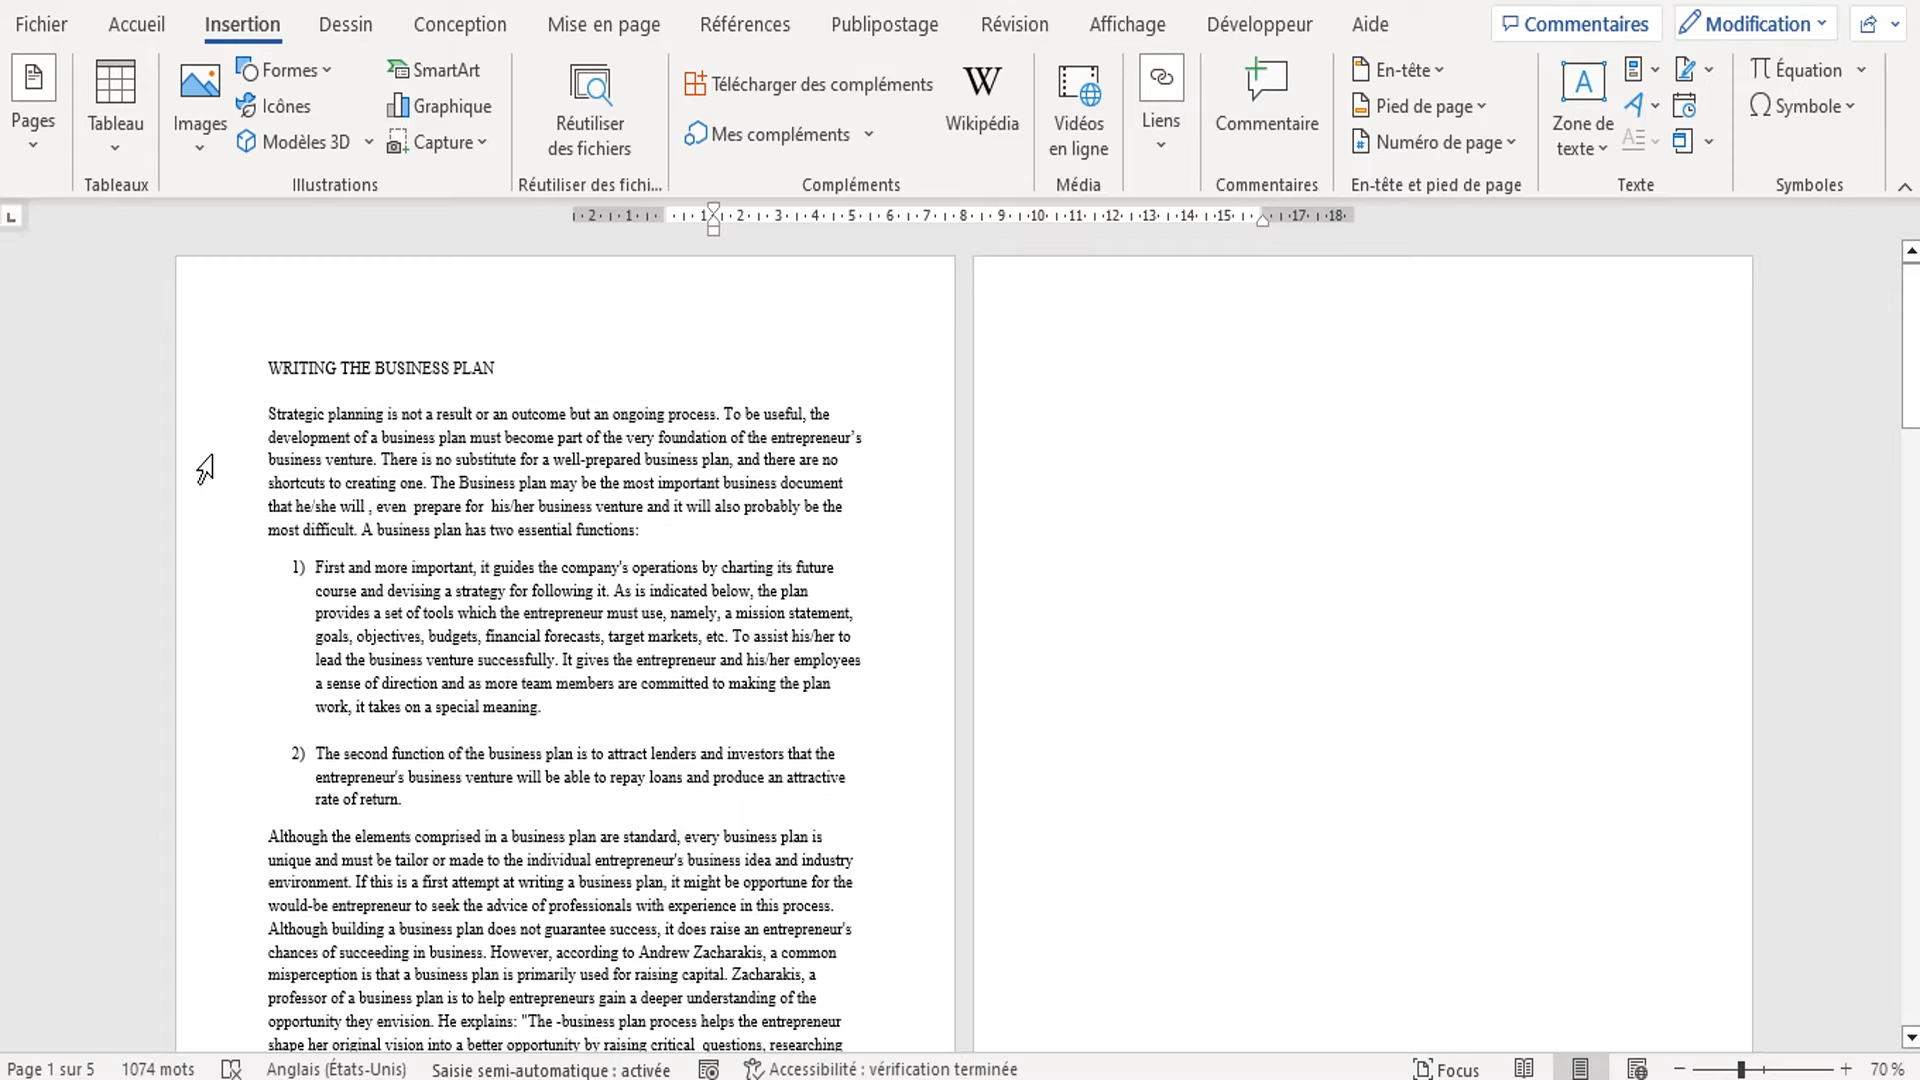 Fichier Accueil Insertion Dessin Conception Mise en page Références Publipostage Révision Affichage Développeur Aide Commentaires Modification
Pages
Tableau
Tableaux
Images
Formes
Icônes
Modèles 3D
SmartArt
Graphique
Capture
Illustrations
Réutiliser
des fichiers
Réutiliser des fichi...
Télécharger des compléments
Mes compléments
Compléments
Wikipédia
Vidéos
en ligne
Média
Liens
Commentaire
Commentaires
En-tête
Pied de page
Numéro de page
En-tête et pied de page
Zone de
texte
Texte
Équation
Symbole
Symboles
2 1 1 2 3 4 5 6 7 8 9 10 11 12 13 14 15 17 18
WRITING THE BUSINESS PLAN
Strategic planning is not a result or an outcome but an ongoing process. To be useful, the
development of a business plan must become part of the very foundation of the entrepreneur’s
business venture. There is no substitute for a well-prepared business plan, and there are no
shortcuts to creating one. The Business plan may be the most important business document
that he/she will , even prepare for his/her business venture and it will also probably be the
most difficult. A business plan has two essential functions:
1) First and more important, it guides the company's operations by charting its future
course and devising a strategy for following it. As is indicated below, the plan
provides a set of tools which the entrepreneur must use, namely, a mission statement,
goals, objectives, budgets, financial forecasts, target markets, etc. To assist his/her to
lead the business venture successfully. It gives the entrepreneur and his/her employees
a sense of direction and as more team members are committed to making the plan
work, it takes on a special meaning.
2) The second function of the business plan is to attract lenders and investors that the
entrepreneur's business venture will be able to repay loans and produce an attractive
rate of return.
Although the elements comprised in a business plan are standard, every business plan is
unique and must be tailor or made to the individual entrepreneur's business idea and industry
environment. If this is a first attempt at writing a business plan, it might be opportune for the
would-be entrepreneur to seek the advice of professionals with experience in this process.
Although building a business plan does not guarantee success, it does raise an entrepreneur's
chances of succeeding in business. However, according to Andrew Zacharakis, a common
misperception is that a business plan is primarily used for raising capital. Zacharakis, a
professor of a business plan is to help entrepreneurs gain a deeper understanding of the
opportunity they envision. He explains: "The -business plan process helps the entrepreneur
shape her original vision into a better opportunity by raising critical questions, researching
Page 1 sur 5 1074 mots Anglais (États-Unis) Saisie semi-automatique : activée Accessibilité : vérification terminée Focus 70 %